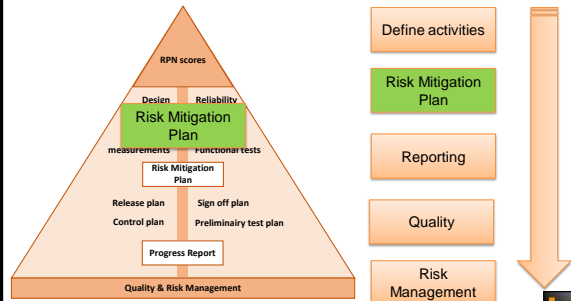 RPN scores
Design Reliability
Risk Mitigation
Plan
measurements Functional tests
Risk Mitigation
Plan
Release plan Sign off plan
Control plan Preliminairy test plan
Progress Report
Quality & Risk Management
Define activities
Risk Mitigation
Plan
Reporting
Quality
Risk
Management